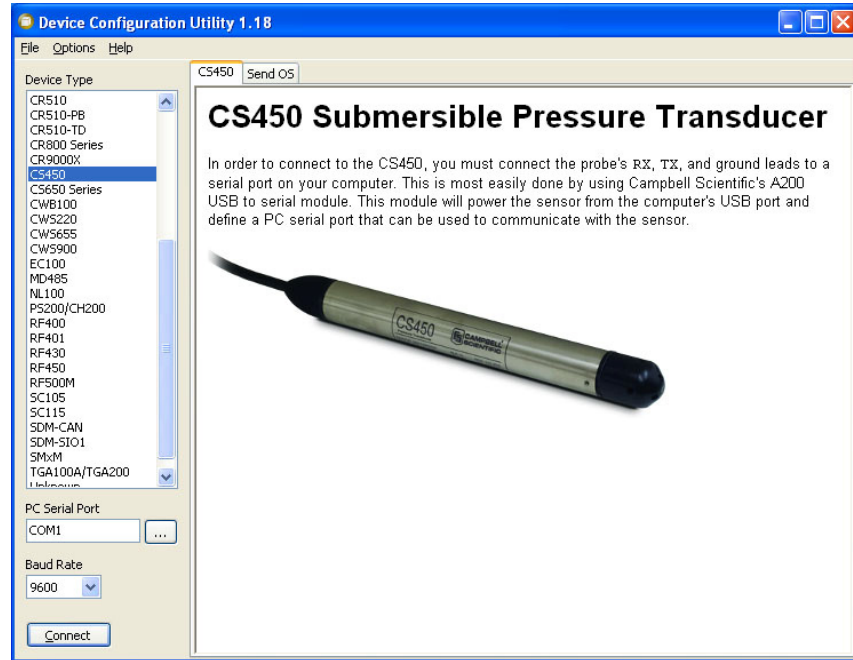 Device Configuration Utility 1.18
File Options Help
Device Type
CR510
CR510-PB
CR510-TD
CR800 Series
CR9000X
CS450
CS650 Series
CWB100
CWS220
CWS655
CWS900
EC100
MD485
NL100
PS200/CH200
RF400
RF401
RF430
RF450
RF500M
SC105
SC115
SDM-CAN
SDM-SIO1
SMxM
TGA100A/TGA200
PC Serial Port
COM1
...
Baud Rate
9600
Connect
CS450 Send OS
CS450 Submersible Pressure Transducer
In order to connect to the CS450, you must connect the probe's RX, TX, and ground leads to a
serial port on your computer. This is most easily done by using Campbell Scientific's A200
USB to serial module. This module will power the sensor from the computer's USB port and
define a PC serial port that can be used to communicate with the sensor.
CS450
CAMPBELL
SCIENTIFIC